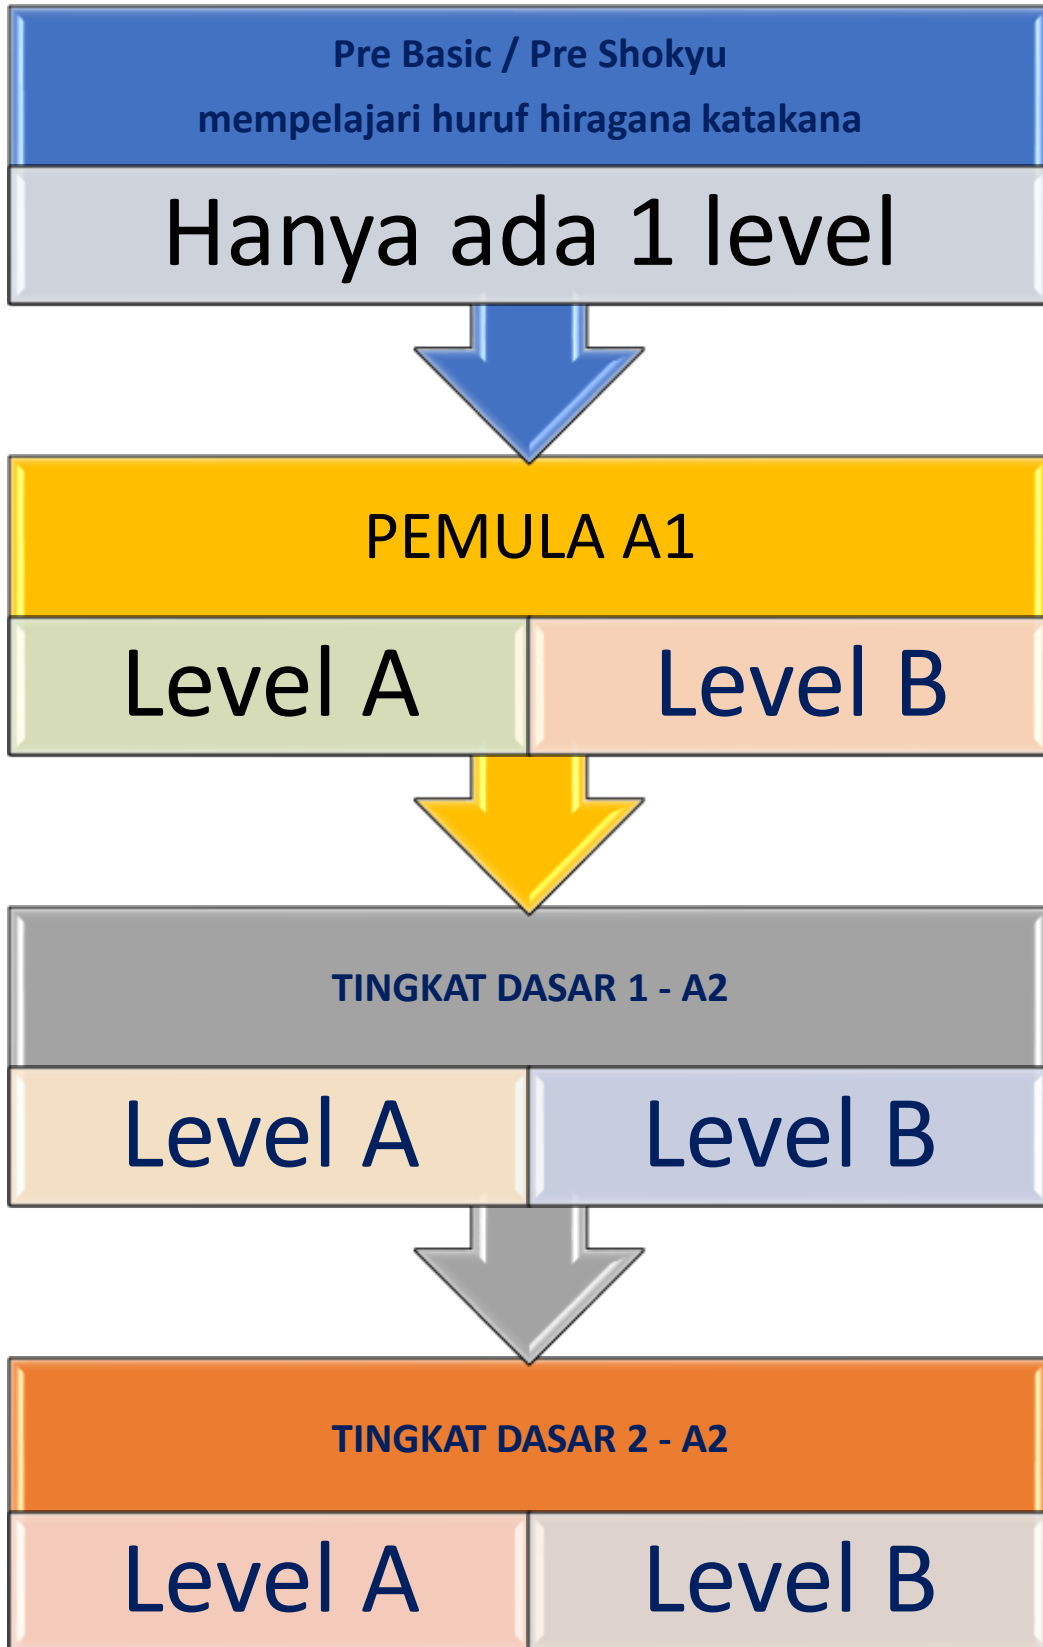 Pre Basic / Pre Shokyu
mempelajari huruf hiragana katakana
Hanya ada 1 level
PEMULA A1
Level A
Level B
TINGKAT DASAR 1 - A2
Level A
Level B
TINGKAT DASAR 2 - A2
Level A
Level B